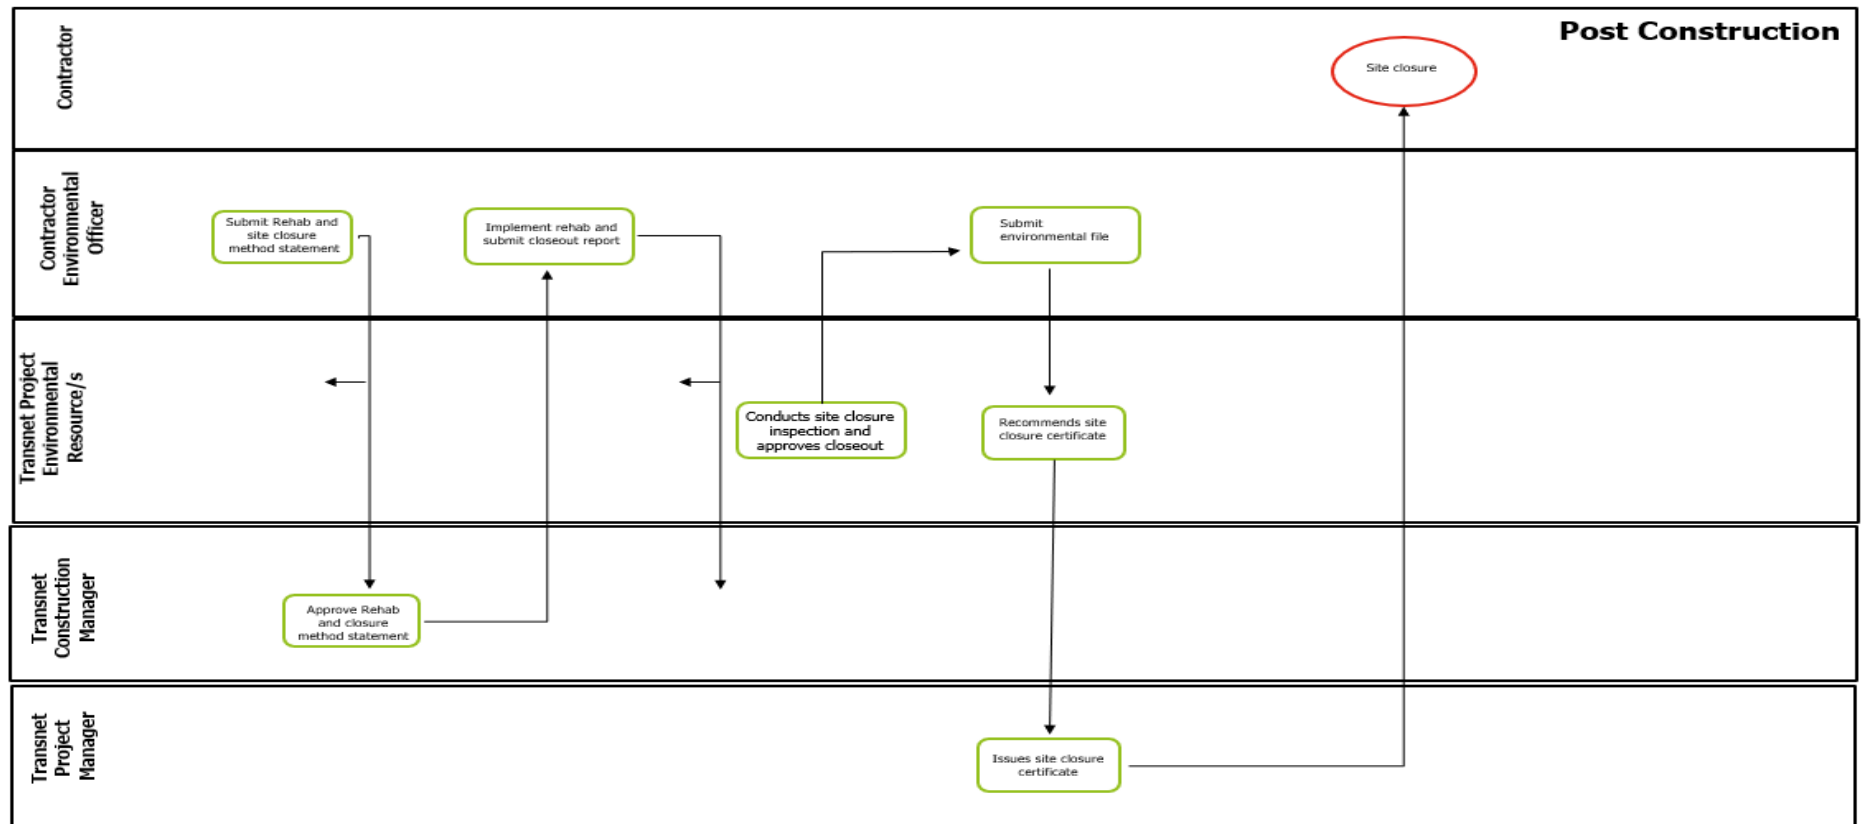 Post Construction
Contractor
Site closure
Contractor
Environmental
Officer
Submit Rehab and
site closure
method statement
Implement rehab and
submit closeout report
Submit
environmental file
Transnet Project
Environmental
Resource/s
Conducts site closure
inspection and
approves closeout
Recommends site
closure certificate
Transnet
Construction
Manager
Approve Rehab
and closure
method statement
Transnet
Project
Manager
Issues site closure
certificate